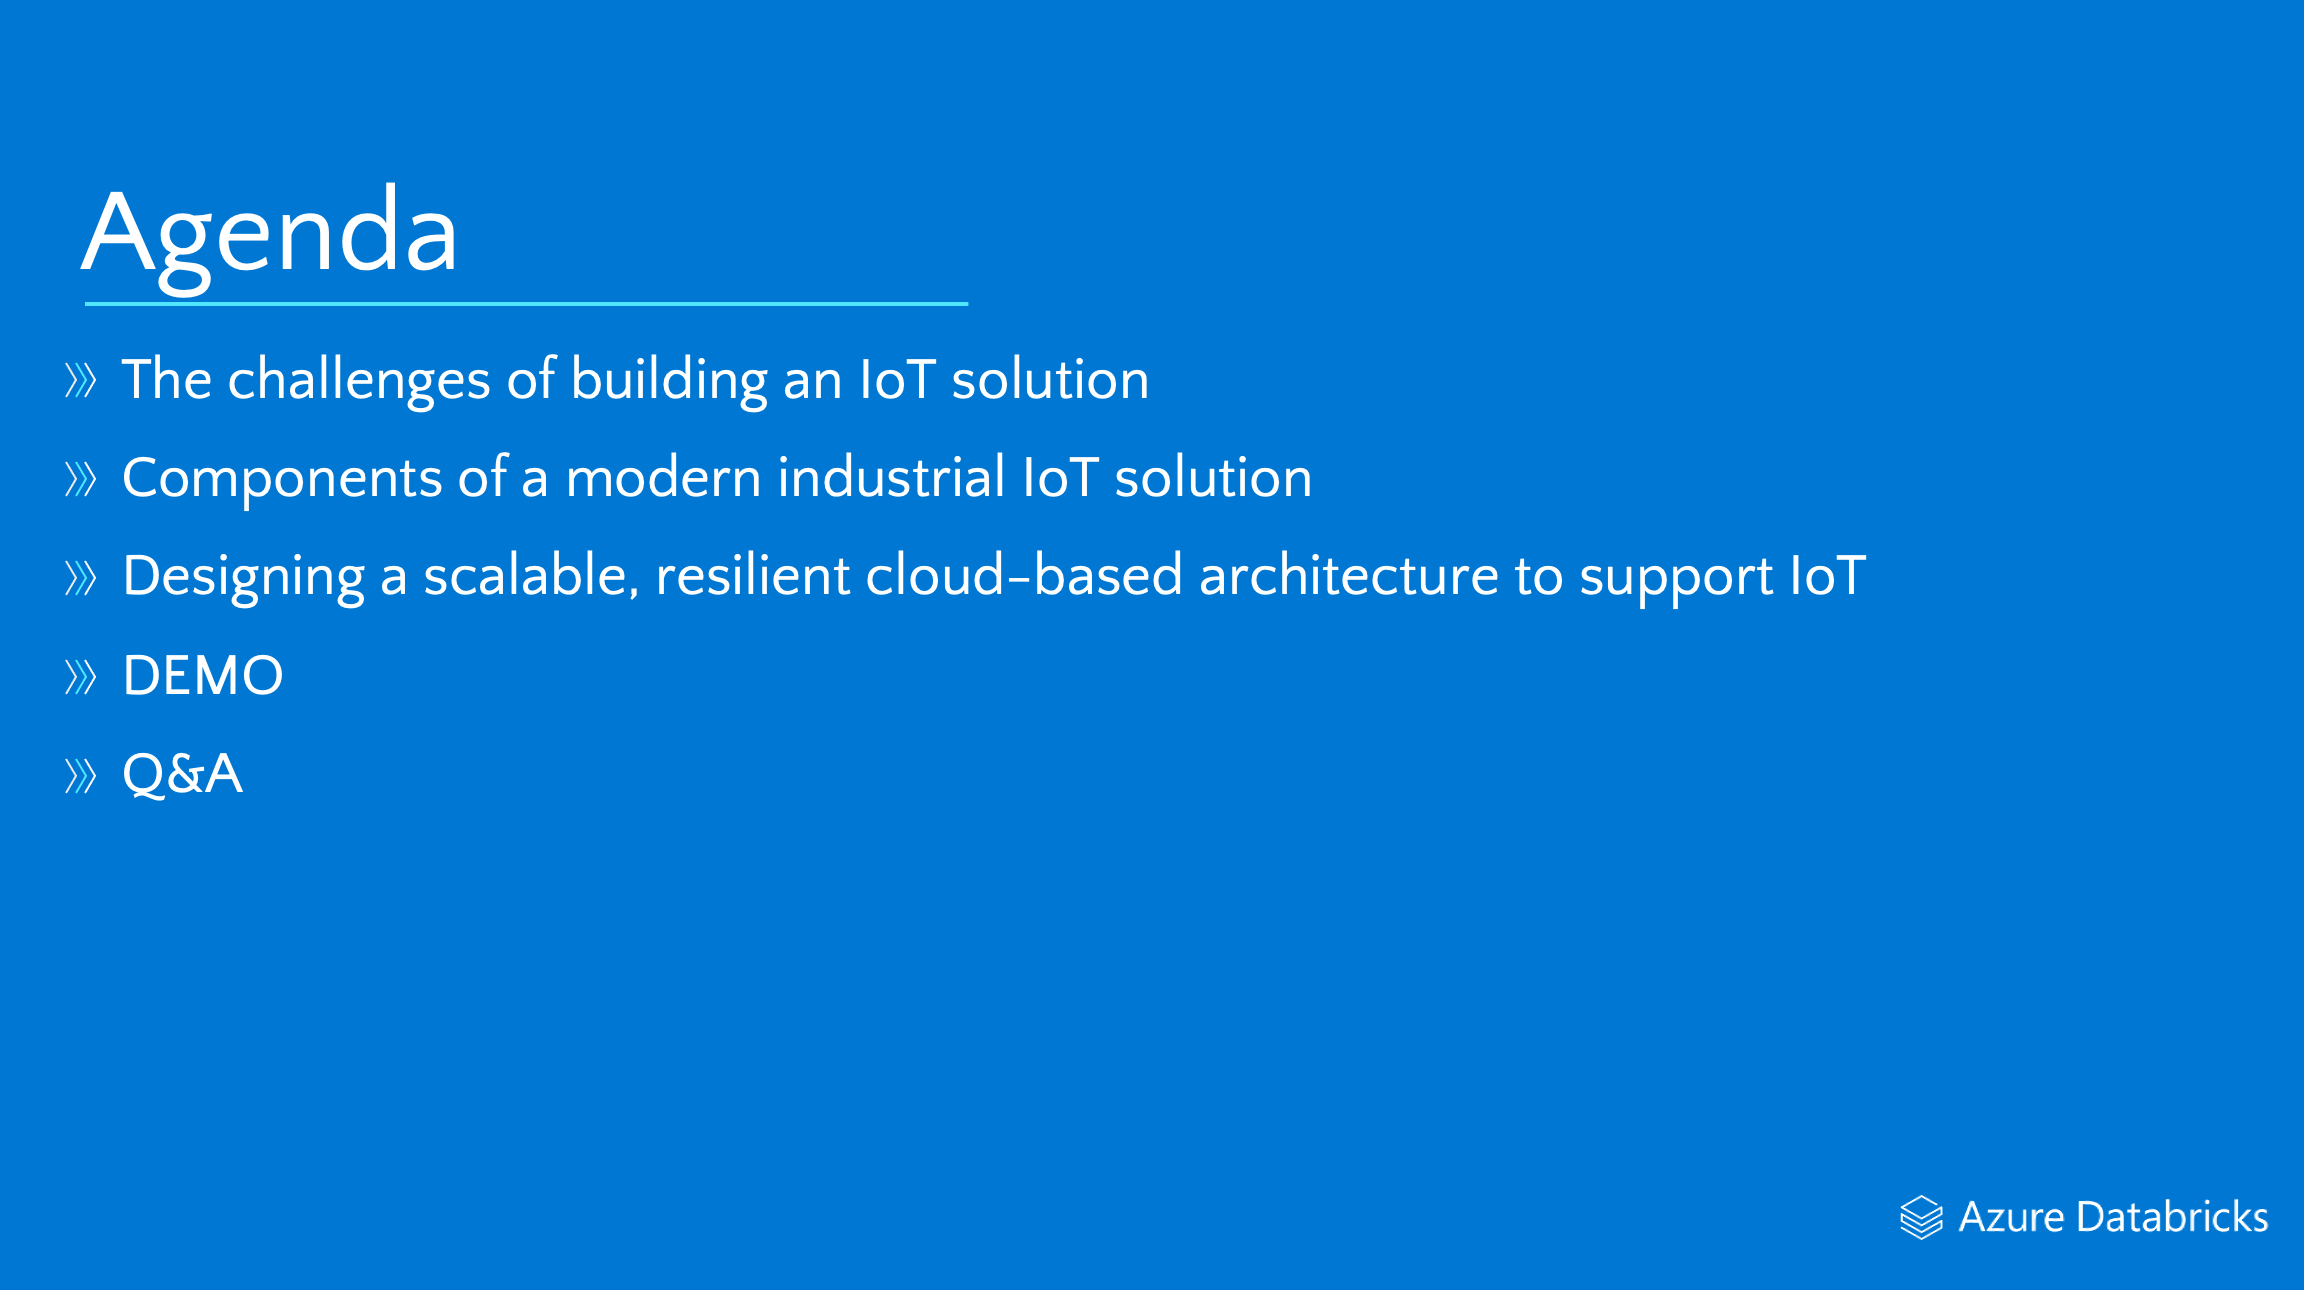 Agenda
The challenges of building an IoT solution
Components of a modern industrial IoT solution
Designing a scalable, resilient cloud-based architecture to support IoT
DEMO
Q&A
Azure Databricks